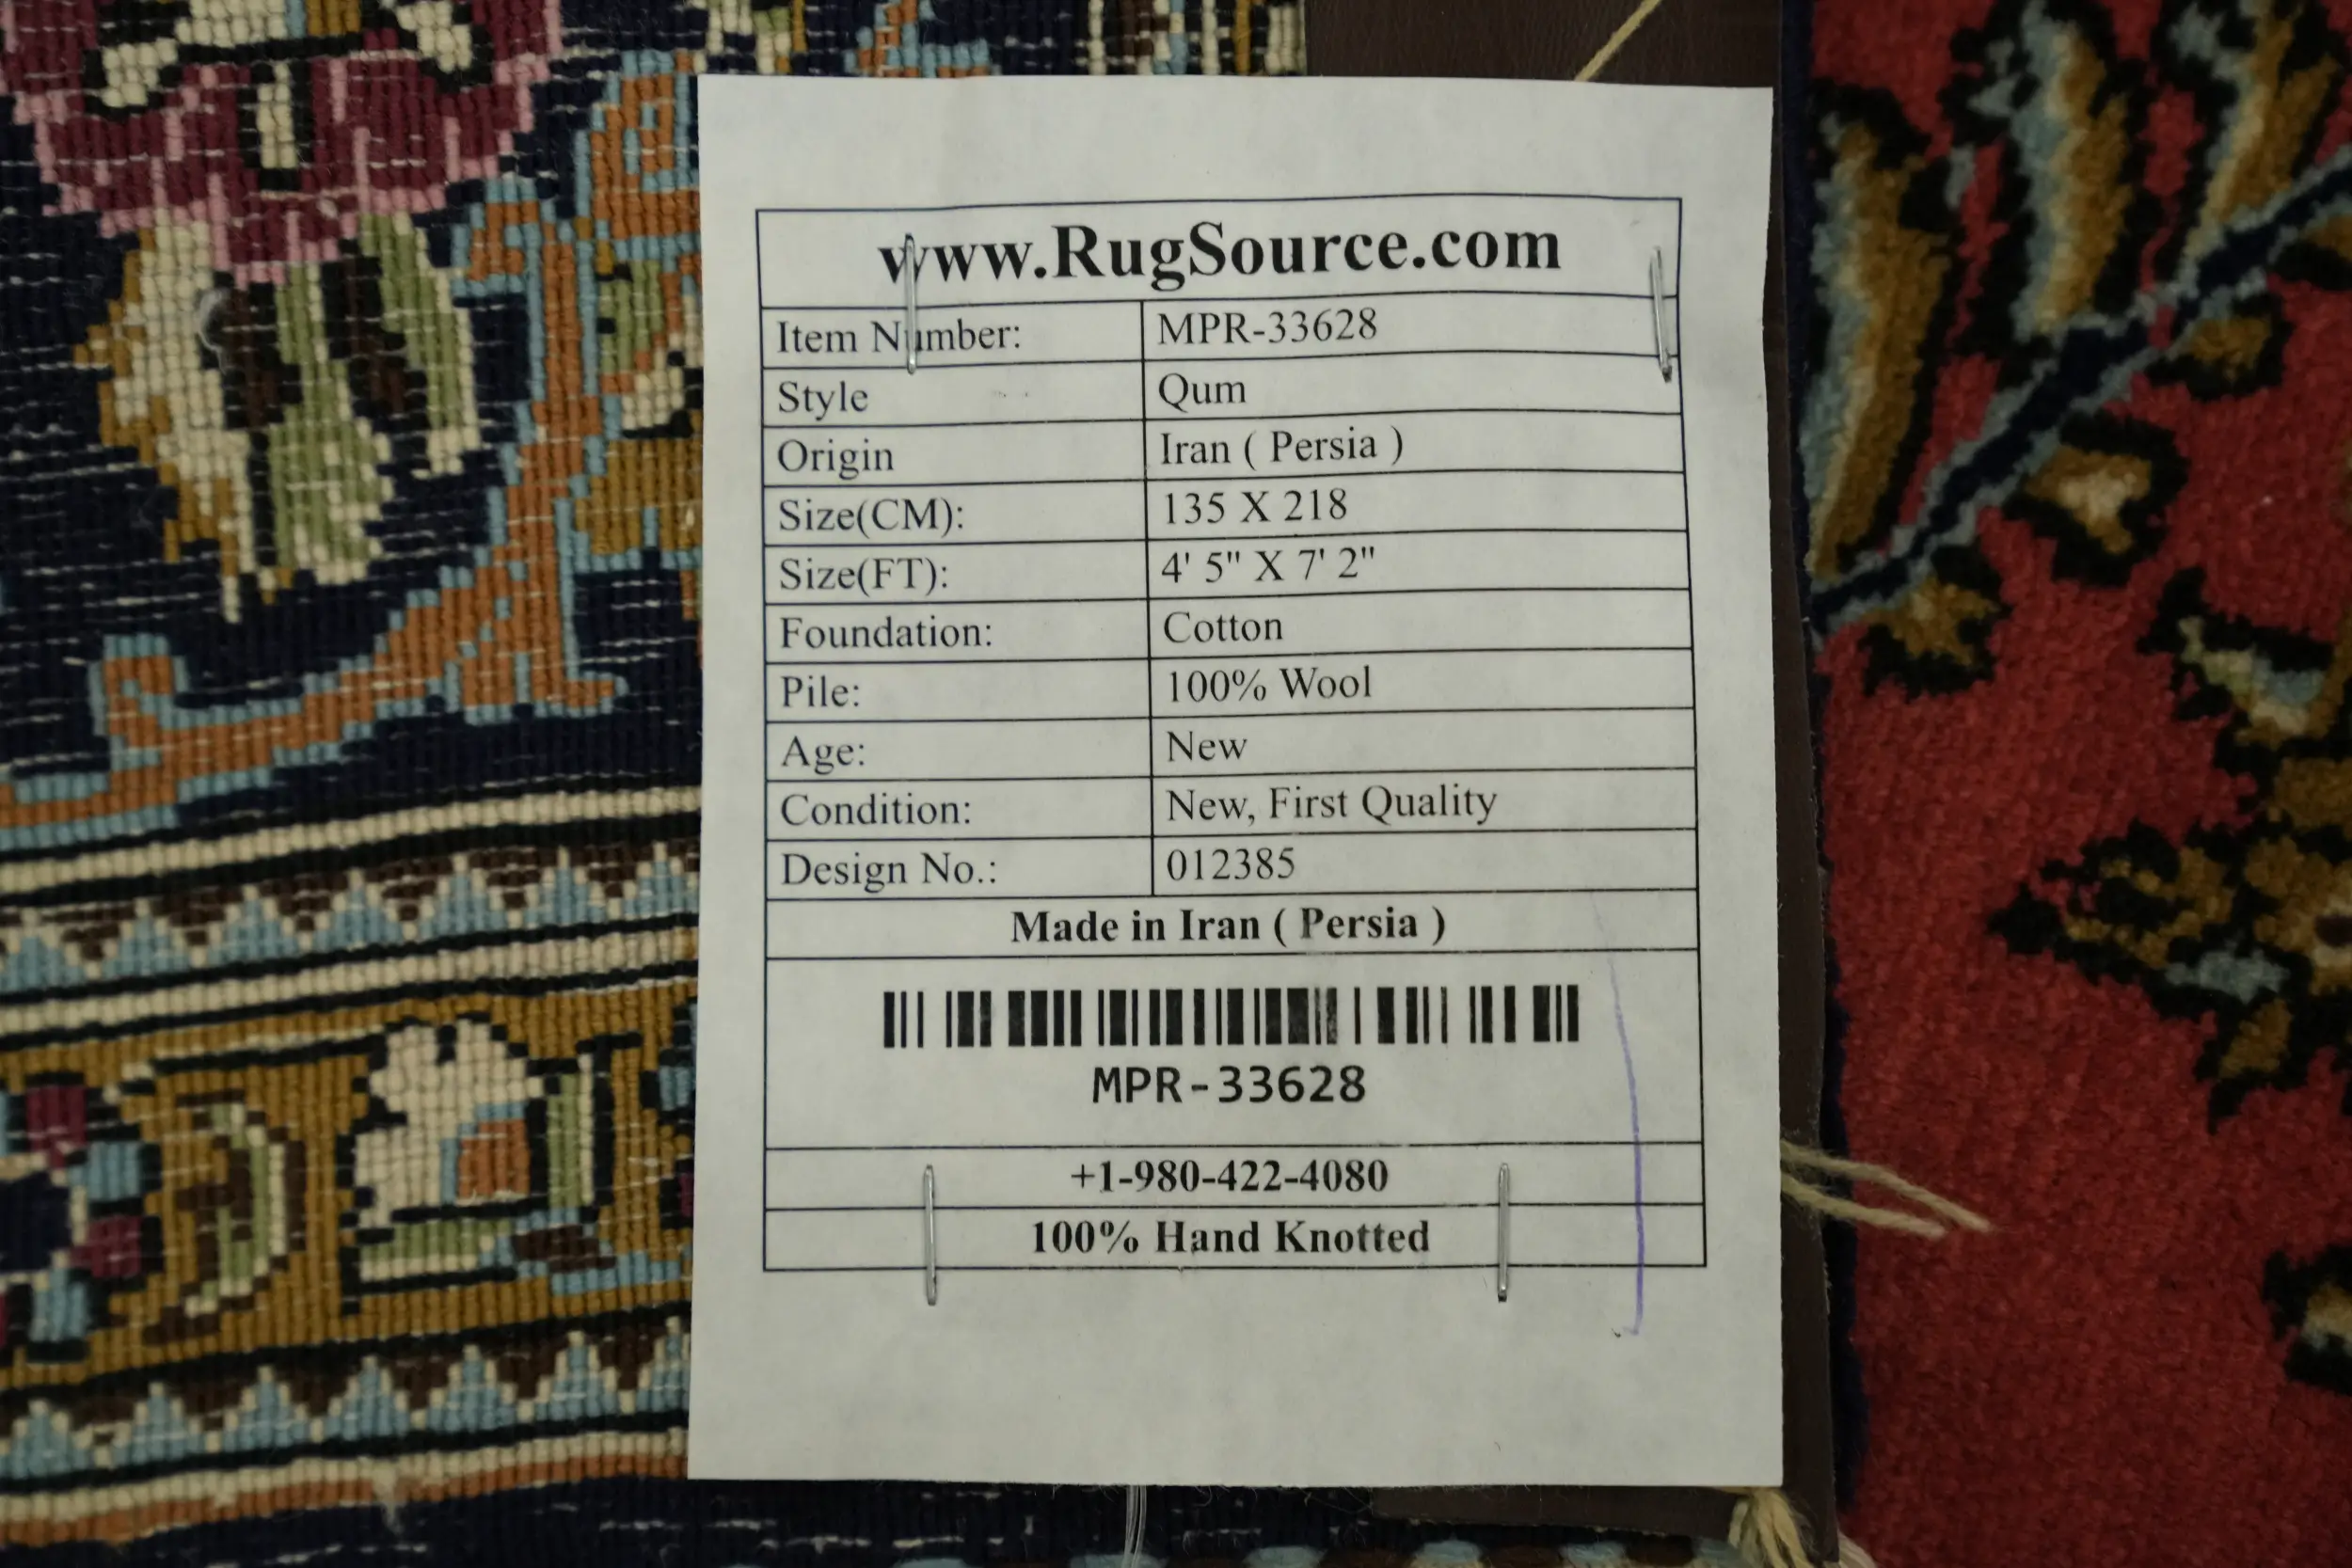 www.RugSource.com
Item Number: MPR-33628
Style Qum
Origin Iran ( Persia )
Size(CM): 135 X 218
Size(FT): 4' 5" X 7' 2"
Foundation: Cotton
Pile: 100% Wool
Age: New
Condition: New, First Quality
Design No.: 012385
Made in Iran ( Persia )
MPR-33628
+1-980-422-4080
100% Hand Knotted